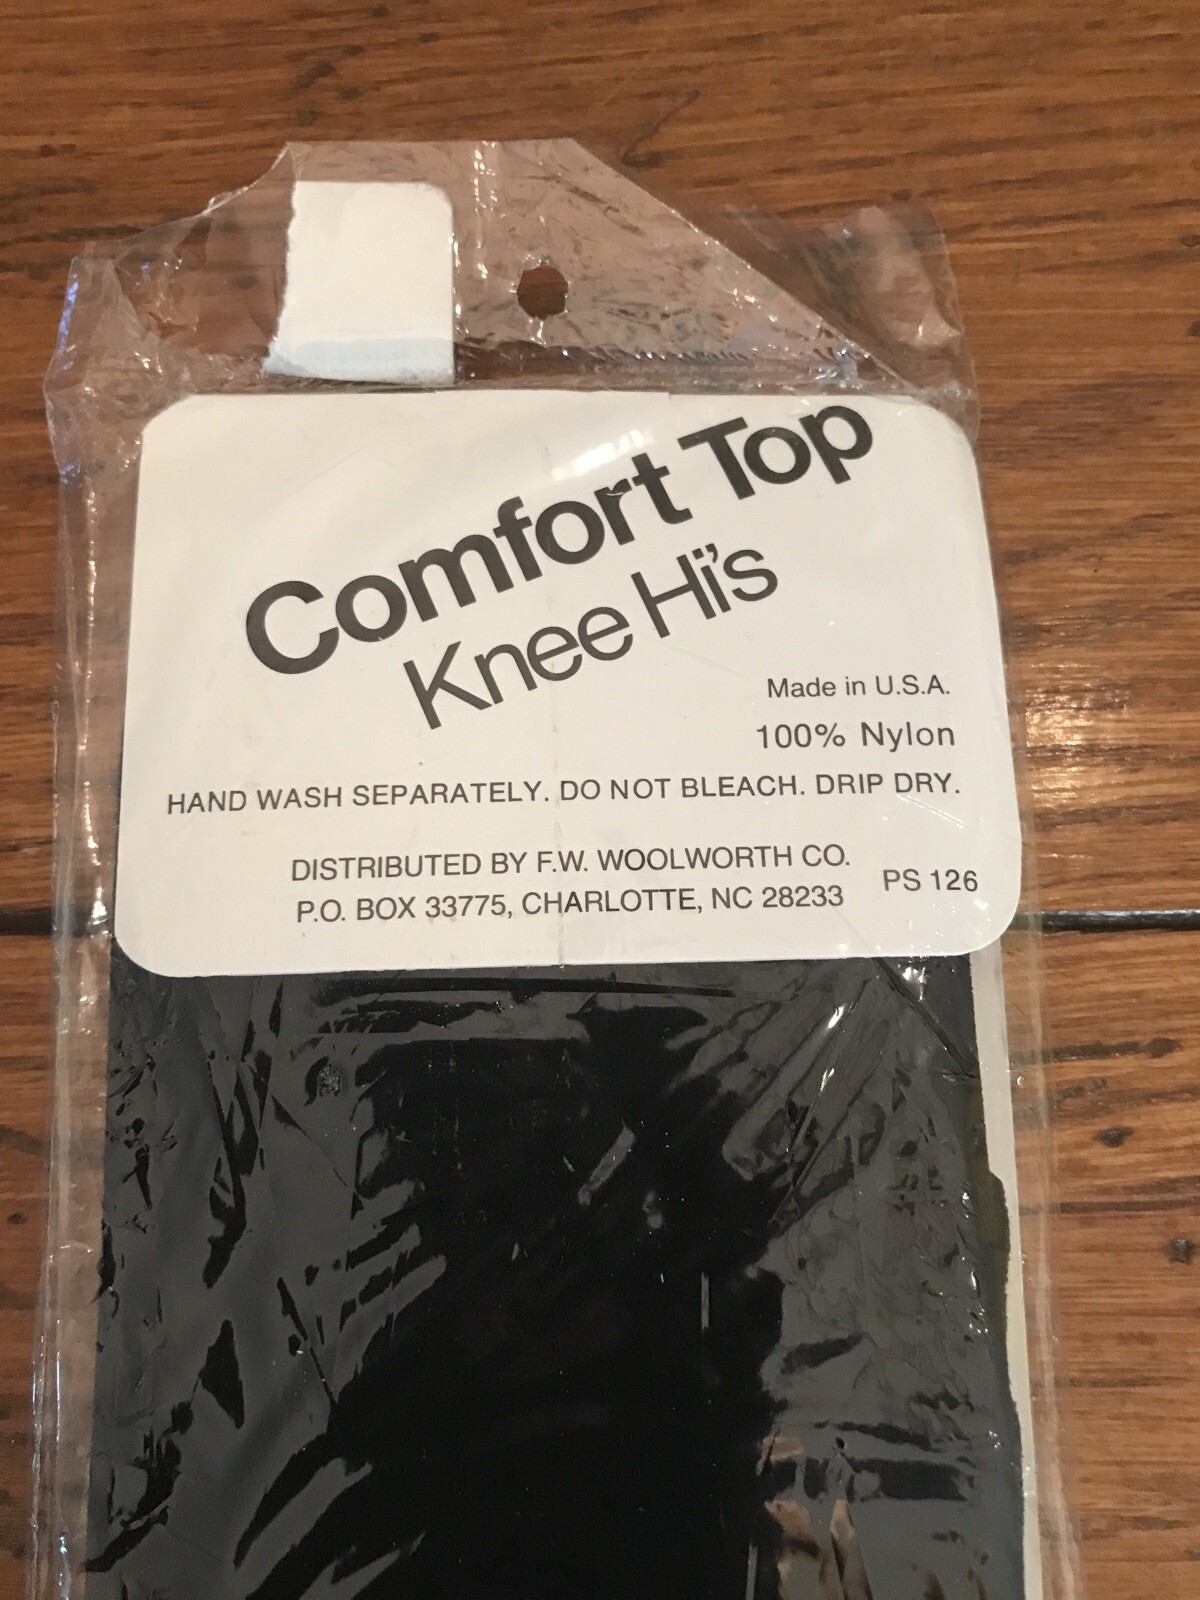 Comfort Top
Knee Hi's
Made in U.S.A.
100% Nylon
HAND WASH SEPARATELY. DO NOT BLEACH. DRIP DRY.
DISTRIBUTED BY F.W. WOOLWORTH CO.
P.O. BOX 33775, CHARLOTTE, NC 28233
PS 126